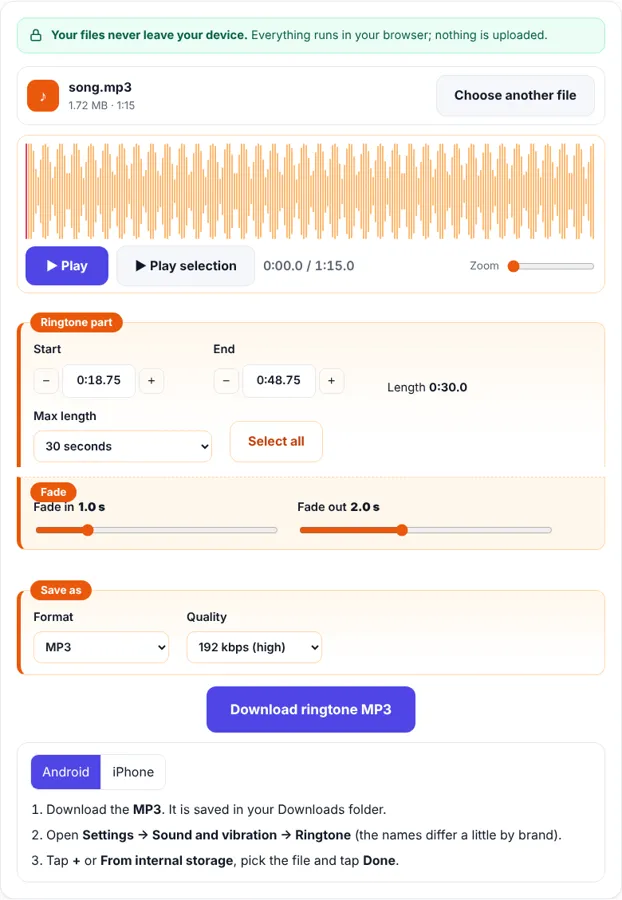 Your files never leave your device. Everything runs in your browser; nothing is uploaded.
song.mp3
1.72 MB · 1:15
Choose another file
▶ Play
▶ Play selection
0:00.0 / 1:15.0
Zoom
Ringtone part
Start
End
− 0:18.75 +
− 0:48.75 +
Length 0:30.0
Max length
30 seconds
Select all
Fade
Fade in 1.0 s
Fade out 2.0 s
Save as
Format
Quality
MP3
192 kbps (high)
Download ringtone MP3
Android
iPhone
1. Download the MP3. It is saved in your Downloads folder.
2. Open Settings → Sound and vibration → Ringtone (the names differ a little by brand).
3. Tap + or From internal storage, pick the file and tap Done.